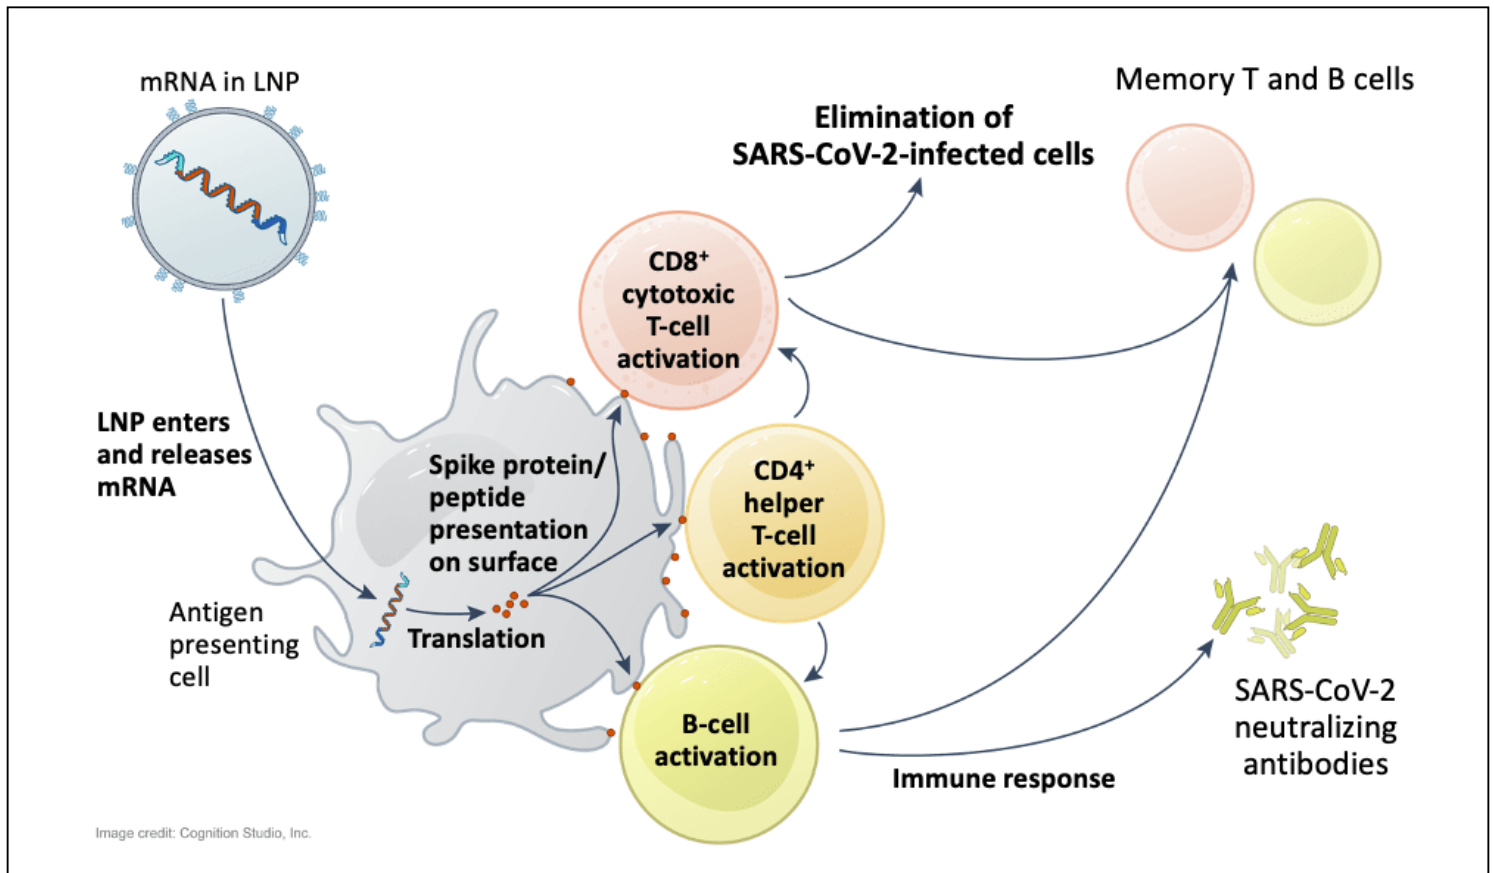 mRNA in LNP
Memory T and B cells
Elimination of
SARS-CoV-2-infected cells
CD8⁺
cytotoxic
T-cell
activation
LNP enters
and releases
mRNA
Spike protein/
peptide
presentation
on surface
CD4⁺
helper
T-cell
activation
Antigen
presenting
cell
Translation
B-cell
activation
Immune response
SARS-CoV-2
neutralizing
antibodies
Image credit: Cognition Studio, Inc.